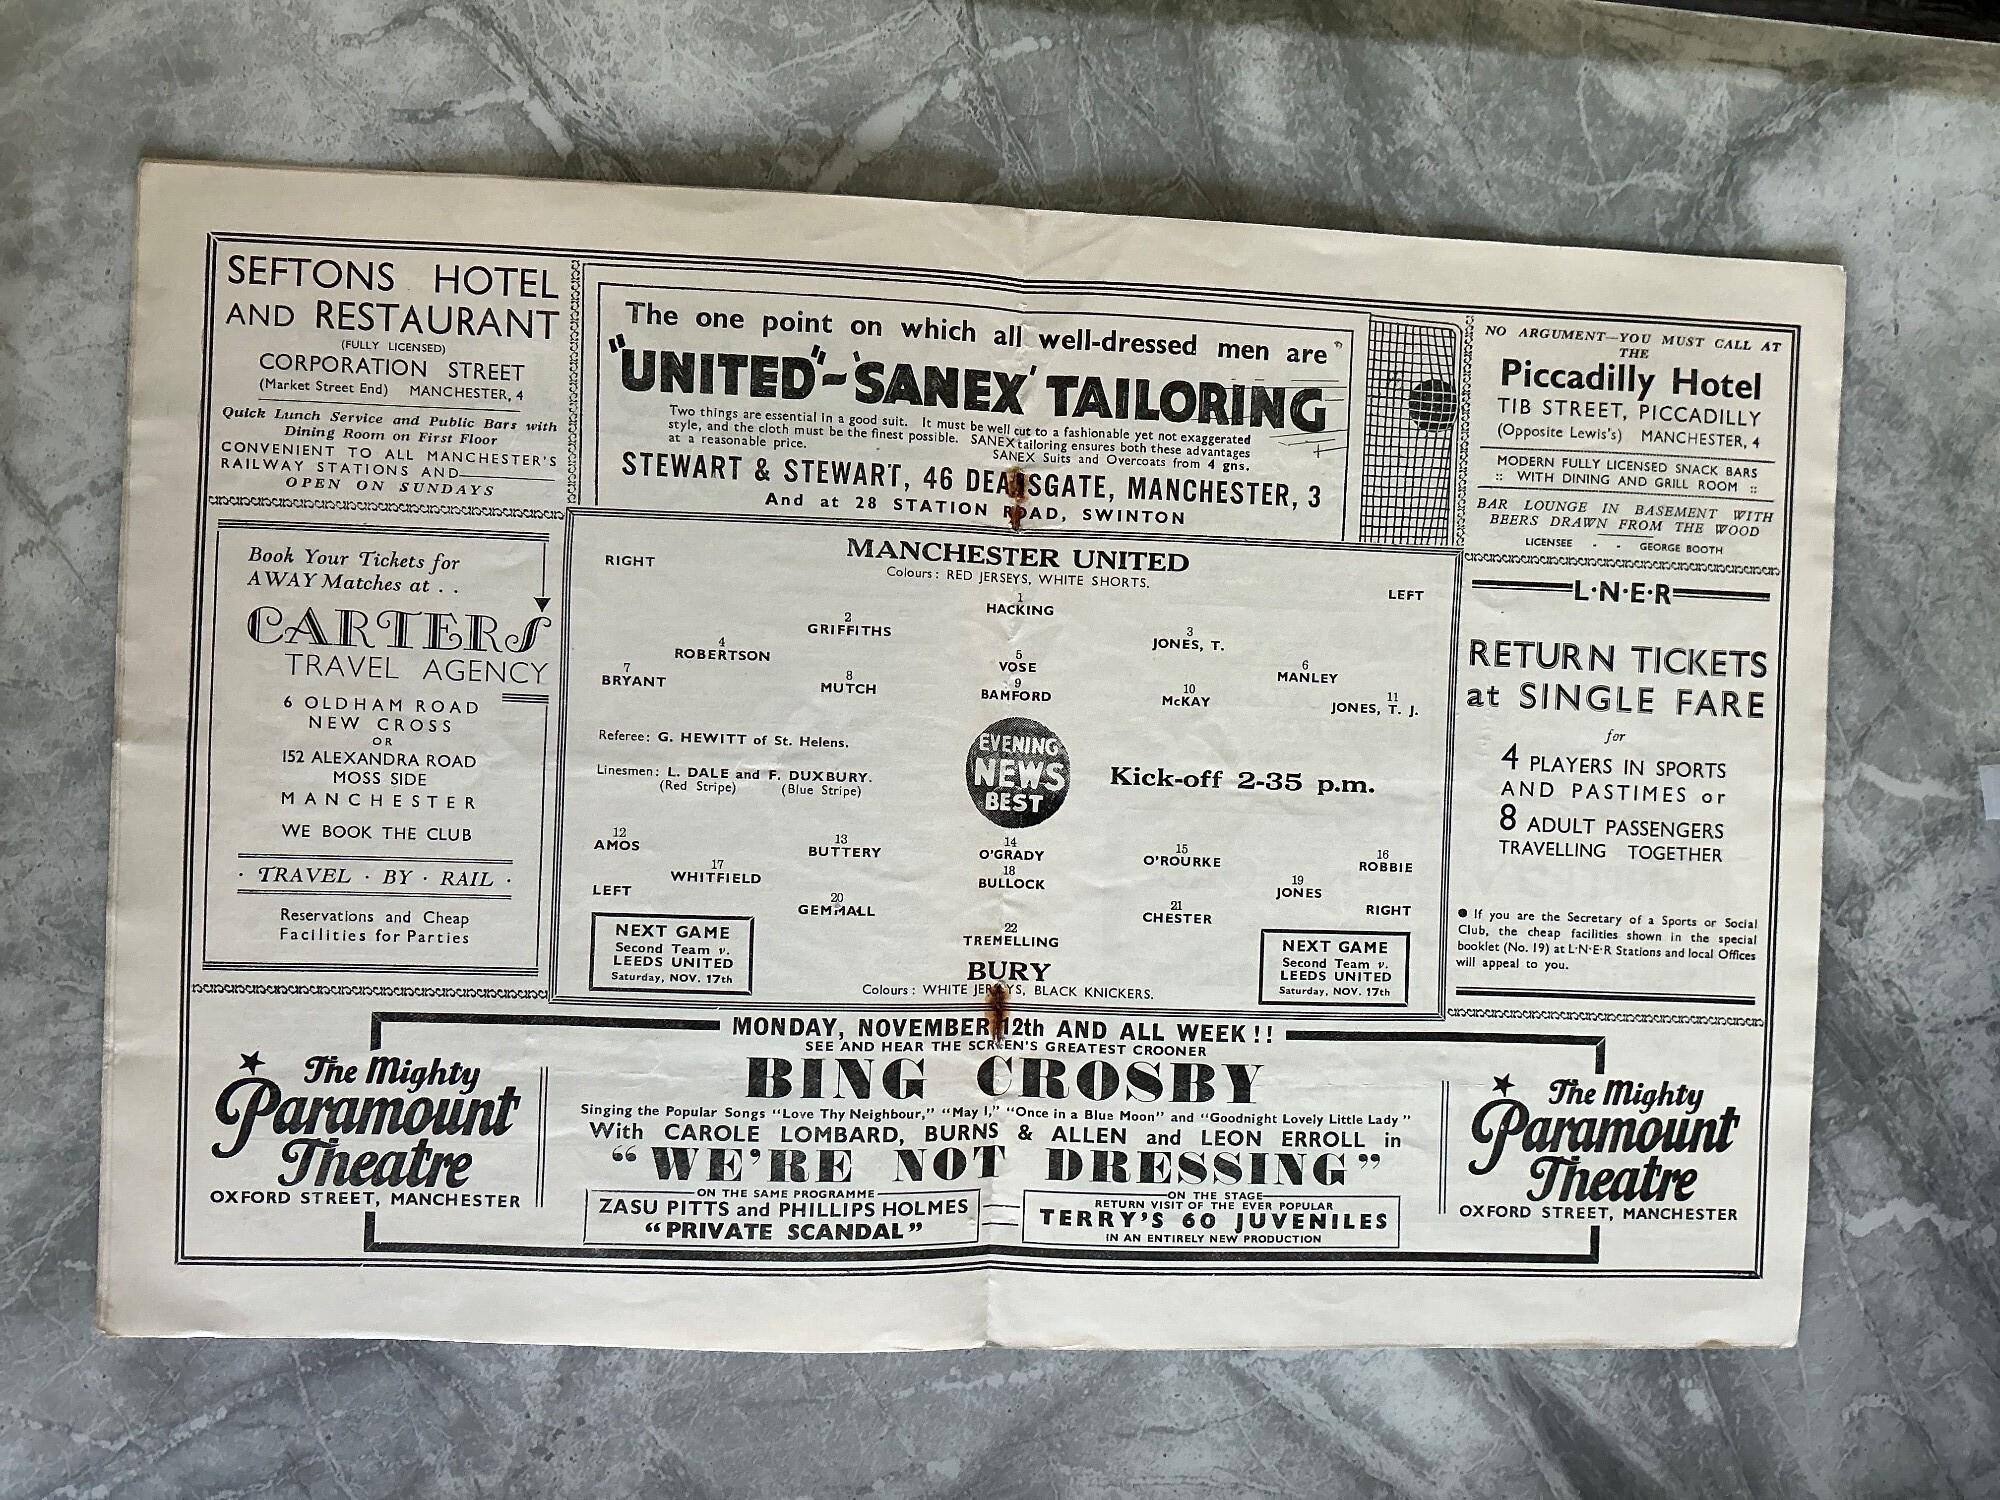 SEFTONS HOTEL
AND RESTAURANT
(FULLY LICENSED)
CORPORATION STREET
(Market Street End) MANCHESTER, 4
Quick Lunch Service and Public Bars with
Dining Room on First Floor
CONVENIENT TO ALL MANCHESTER'S
RAILWAY STATIONS AND
OPEN ON SUNDAYS
The one point on which all well-dressed men are
"UNITED"-'SANEX' TAILORING
Two things are essential in a good suit. It must be well cut to a fashionable yet not exaggerated
style, and the cloth must be the finest possible. SANEX tailoring ensures both these advantages
at a reasonable price. SANEX Suits and Overcoats from 4 gns.
STEWART & STEWART, 46 DEANSGATE, MANCHESTER, 3
And at 28 STATION ROAD, SWINTON
NO ARGUMENT—YOU MUST CALL AT
THE
Piccadilly Hotel
TIB STREET, PICCADILLY
(Opposite Lewis's) MANCHESTER, 4
MODERN FULLY LICENSED SNACK BARS
:: WITH DINING AND GRILL ROOM ::
BAR LOUNGE IN BASEMENT WITH
BEERS DRAWN FROM THE WOOD
LICENSEE - - GEORGE BOOTH
Book Your Tickets for
AWAY Matches at . .
CARTERS
TRAVEL AGENCY
6 OLDHAM ROAD
NEW CROSS
OR
152 ALEXANDRA ROAD
MOSS SIDE
MANCHESTER
WE BOOK THE CLUB
· TRAVEL · BY · RAIL ·
Reservations and Cheap
Facilities for Parties
MANCHESTER UNITED
Colours: RED JERSEYS, WHITE SHORTS.
RIGHT
LEFT
1
HACKING
2
GRIFFITHS
3
JONES, T.
4
ROBERTSON
5
VOSE
6
MANLEY
7
BRYANT
8
MUTCH
9
BAMFORD
10
McKAY
11
JONES, T. J.
Referee: G. HEWITT of St. Helens.
Linesmen: L. DALE and F. DUXBURY.
(Red Stripe) (Blue Stripe)
EVENING
NEWS
BEST
Kick-off 2-35 p.m.
12
AMOS
13
BUTTERY
14
O'GRADY
15
O'ROURKE
16
ROBBIE
17
WHITFIELD
18
BULLOCK
19
JONES
LEFT
RIGHT
20
GEMMALL
21
CHESTER
22
TREMELLING
BURY
Colours: WHITE JERSEYS, BLACK KNICKERS.
NEXT GAME
Second Team v.
LEEDS UNITED
Saturday, NOV. 17th
NEXT GAME
Second Team v.
LEEDS UNITED
Saturday, NOV. 17th
L·N·E·R
RETURN TICKETS
at SINGLE FARE
for
4 PLAYERS IN SPORTS
AND PASTIMES or
8 ADULT PASSENGERS
TRAVELLING TOGETHER
● If you are the Secretary of a Sports or Social
Club, the cheap facilities shown in the special
booklet (No. 19) at L·N·E·R Stations and local Offices
will appeal to you.
The Mighty
Paramount
Theatre
OXFORD STREET, MANCHESTER
MONDAY, NOVEMBER 12th AND ALL WEEK!!
SEE AND HEAR THE SCREEN'S GREATEST CROONER
BING CROSBY
Singing the Popular Songs "Love Thy Neighbour," "May I," "Once in a Blue Moon" and "Goodnight Lovely Little Lady"
With CAROLE LOMBARD, BURNS & ALLEN and LEON ERROLL in
"WE'RE NOT DRESSING"
ON THE SAME PROGRAMME
ZASU PITTS and PHILLIPS HOLMES
"PRIVATE SCANDAL"
ON THE STAGE
RETURN VISIT OF THE EVER POPULAR
TERRY'S 60 JUVENILES
IN AN ENTIRELY NEW PRODUCTION
The Mighty
Paramount
Theatre
OXFORD STREET, MANCHESTER